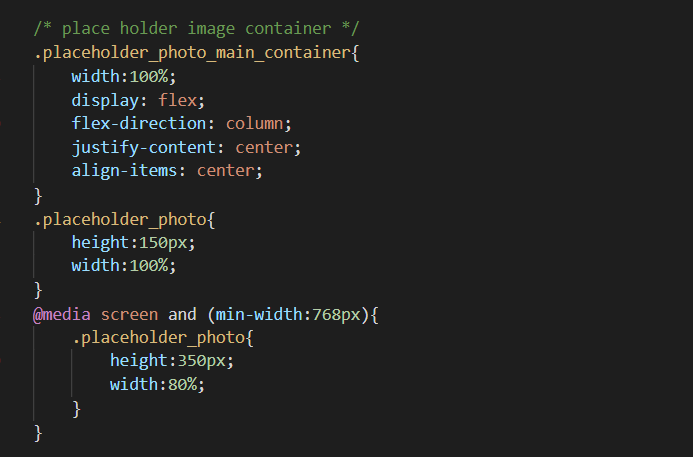 /* place holder image container */
.placeholder_photo_main_container{
    width:100%;
    display: flex;
    flex-direction: column;
    justify-content: center;
    align-items: center;
}
.placeholder_photo{
    height:150px;
    width:100%;
}
@media screen and (min-width:768px){
    .placeholder_photo{
        height:350px;
        width:80%;
    }
}